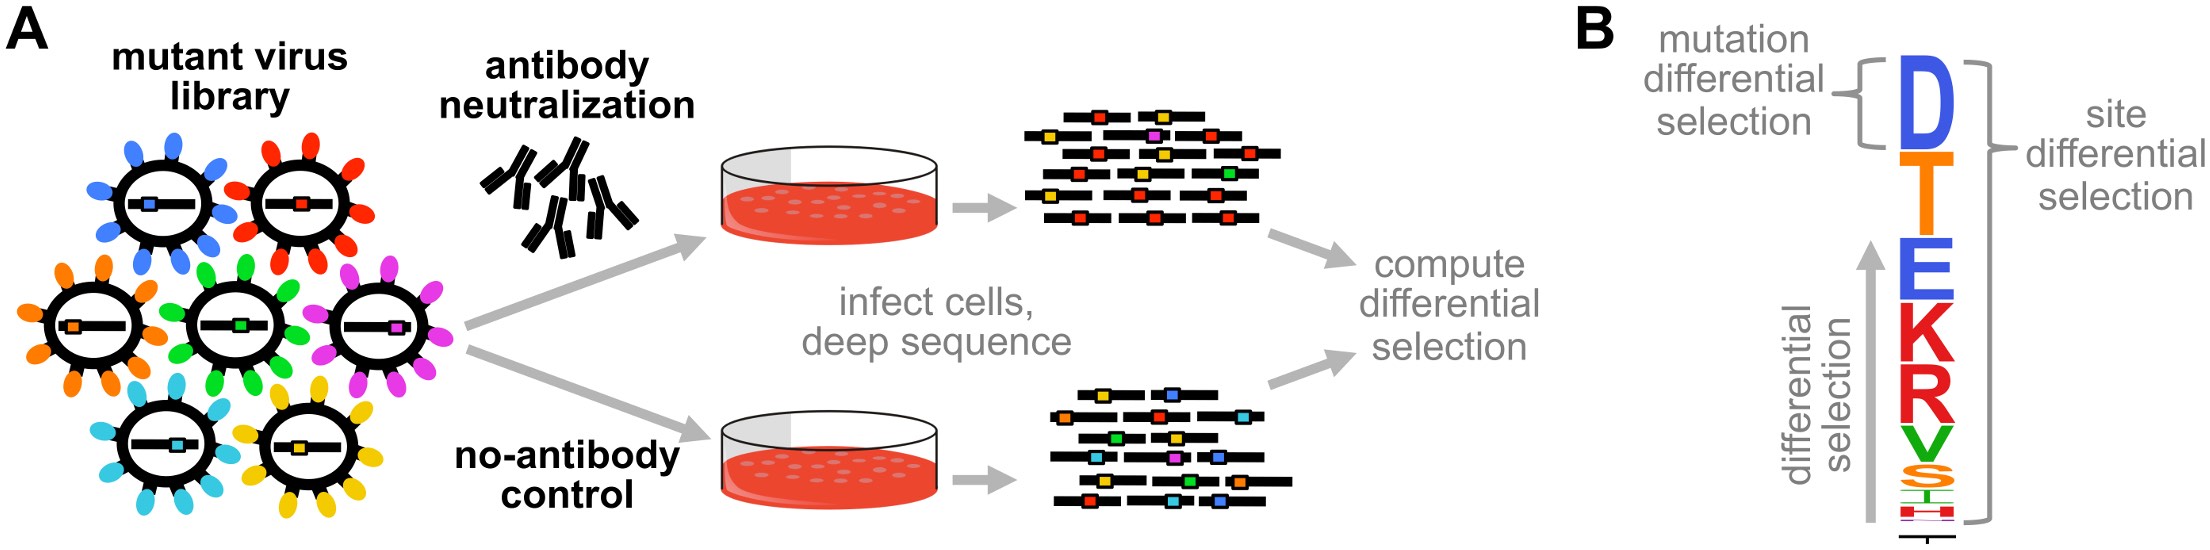 A
mutant virus
library
antibody
neutralization
no-antibody
control
infect cells,
deep sequence
compute
differential
selection
B
mutation
differential
selection
site
differential
selection
differential
selection
D
T
E
K
R
V
S
I
H